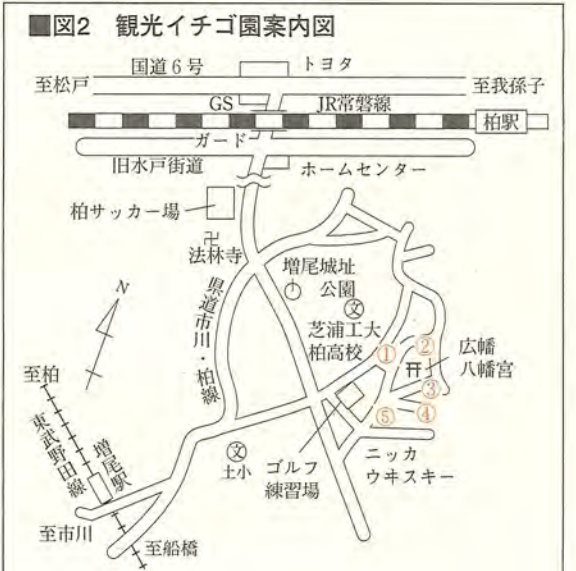 ■図2 観光イチゴ園案内図
国道6号
トヨタ
至松戸
至我孫子
GS
JR常磐線
柏駅
ガード
旧水戸街道
ホームセンター
柏サッカー場
卍
法林寺
増尾城址
公園
文
芝浦工大
柏高校
県道市川・柏線
N
①
②
広幡
八幡宮
③
④
⑤
至柏
東武野田線
増尾駅
文
土小
ゴルフ
練習場
ニッカ
ウヰスキー
至市川
至船橋